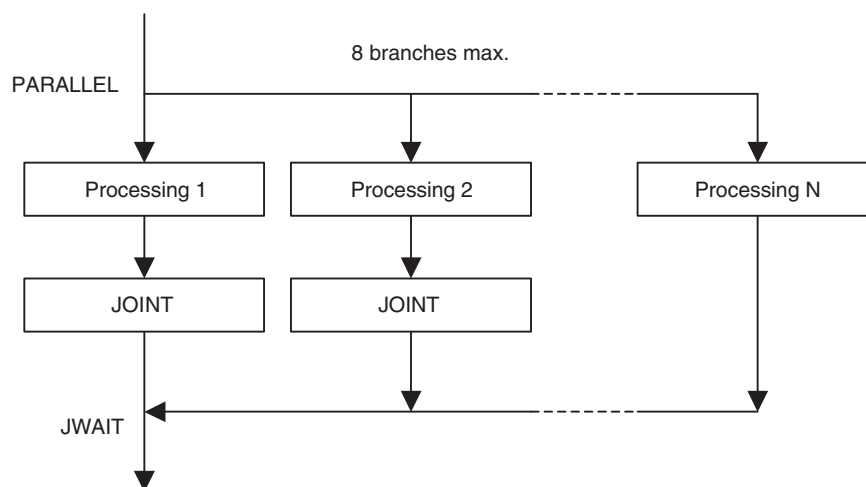 8 branches max.
PARALLEL
Processing 1
Processing 2
Processing N
JOINT
JOINT
JWAIT